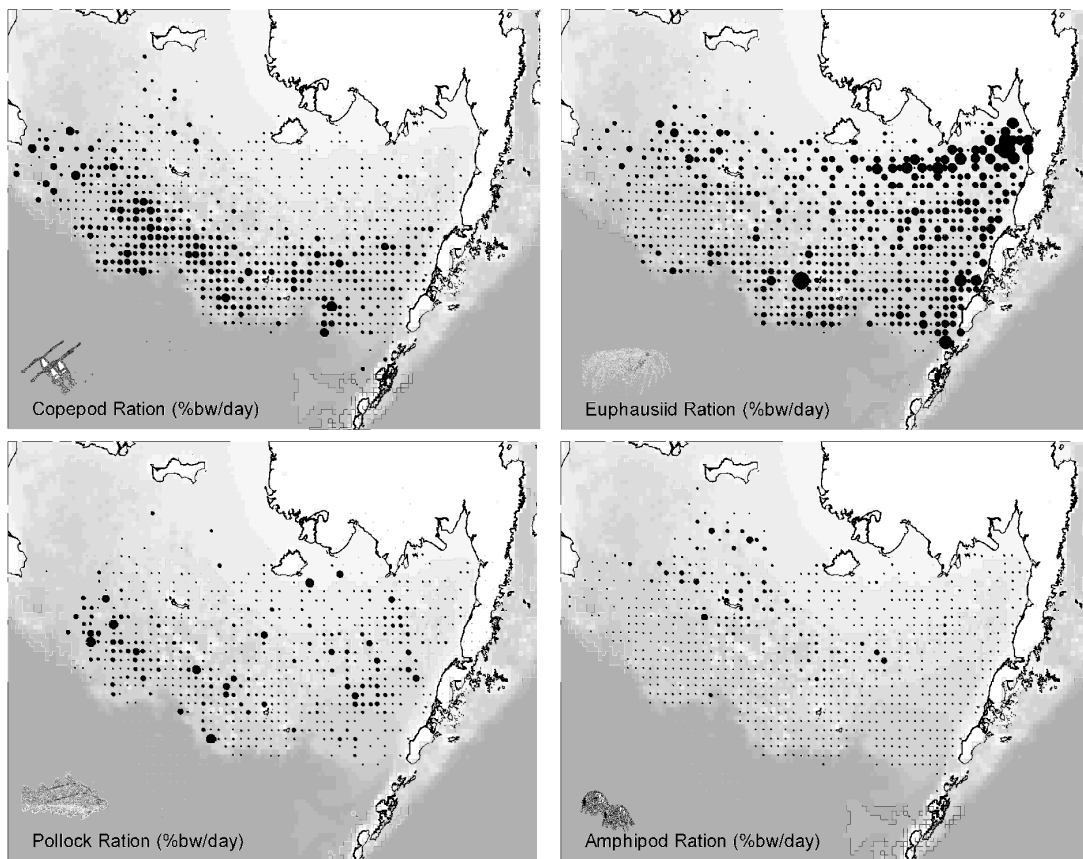 Copepod Ration (%bw/day)
Euphausiid Ration (%bw/day)
Pollock Ration (%bw/day)
Amphipod Ration (%bw/day)